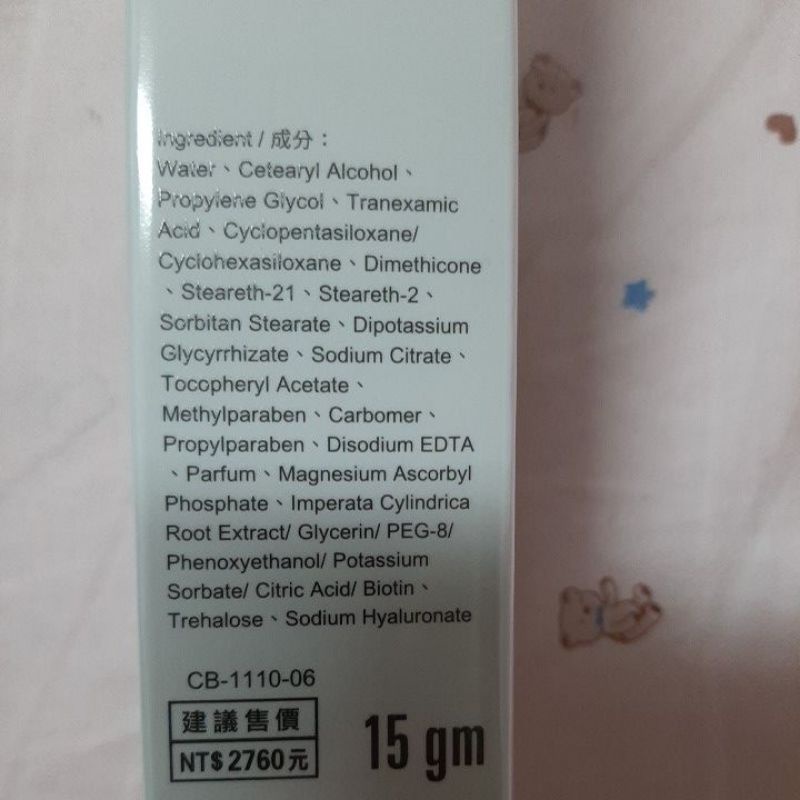 Ingredient / 成分：
Water、Cetearyl Alcohol、
Propylene Glycol、Tranexamic
Acid、Cyclopentasiloxane/
Cyclohexasiloxane、Dimethicone
、Steareth-21、Steareth-2、
Sorbitan Stearate、Dipotassium
Glycyrrhizate、Sodium Citrate、
Tocopheryl Acetate、
Methylparaben、Carbomer、
Propylparaben、Disodium EDTA
、Parfum、Magnesium Ascorbyl
Phosphate、Imperata Cylindrica
Root Extract/ Glycerin/ PEG-8/
Phenoxyethanol/ Potassium
Sorbate/ Citric Acid/ Biotin、
Trehalose、Sodium Hyaluronate
CB-1110-06
建議售價
NT$2760元
15 gm